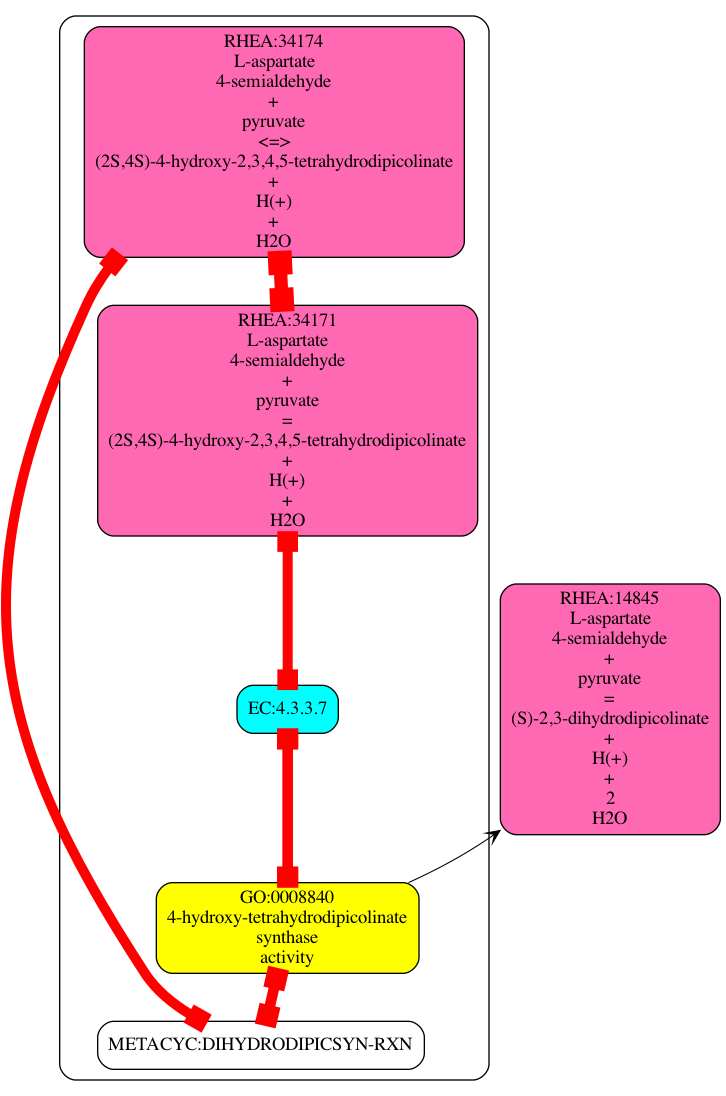 RHEA:34174
L-aspartate
4-semialdehyde
+
pyruvate
<=>
(2S,4S)-4-hydroxy-2,3,4,5-tetrahydrodipicolinate
+
H(+)
+
H2O
RHEA:34171
L-aspartate
4-semialdehyde
+
pyruvate
=
(2S,4S)-4-hydroxy-2,3,4,5-tetrahydrodipicolinate
+
H(+)
+
H2O
RHEA:14845
L-aspartate
4-semialdehyde
+
pyruvate
=
(S)-2,3-dihydrodipicolinate
+
H(+)
+
2
H2O
EC:4.3.3.7
GO:0008840
4-hydroxy-tetrahydrodipicolinate
synthase
activity
METACYC:DIHYDRODIPICSYN-RXN